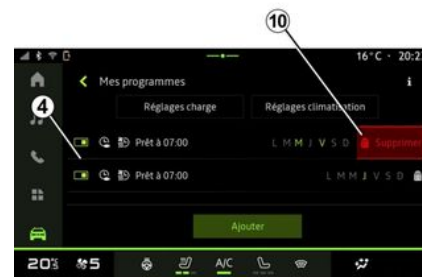 10
16°C · 20:2
Mes programmes
i
4
Réglages charge
Réglages climatisation
Prêt à 07:00
L M M J V S D
Supprimer
Prêt à 07:00
L M M J V S D
Ajouter
20
5
A/C